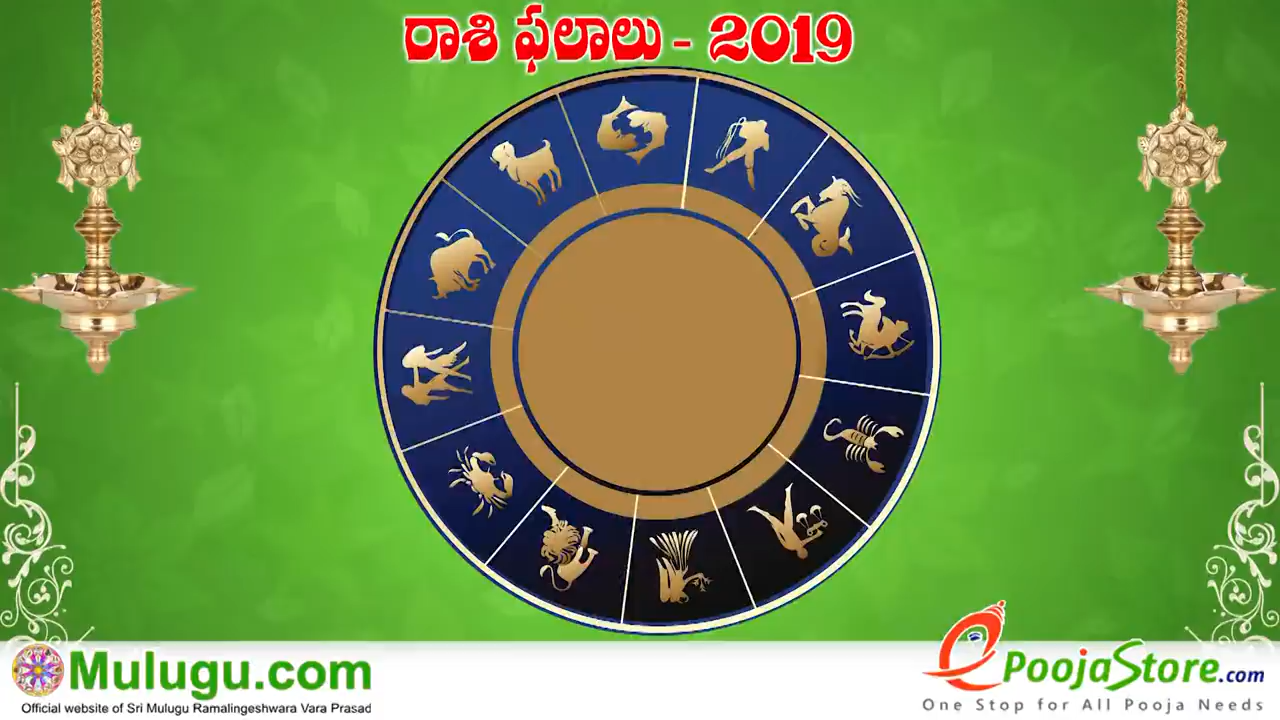 రాశి ఫలాలు - 2019
Mulugu.com
Official website of Sri Mulugu Ramalingeshwara Vara Prasad
ePoojaStore.com
One Stop for All Pooja Needs